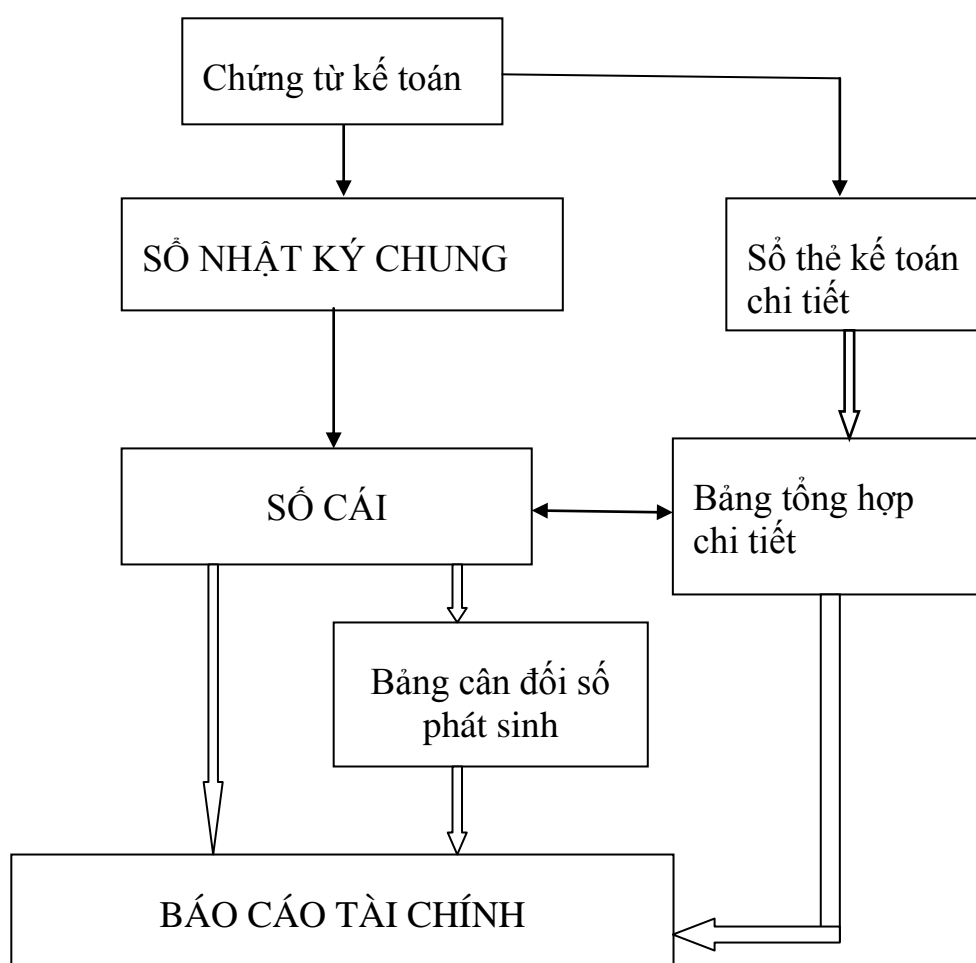 Chứng từ kế toán
SỔ NHẬT KÝ CHUNG
Sổ thẻ kế toán
chi tiết
SỐ CÁI
Bảng tổng hợp
chi tiết
Bảng cân đối số
phát sinh
BÁO CÁO TÀI CHÍNH